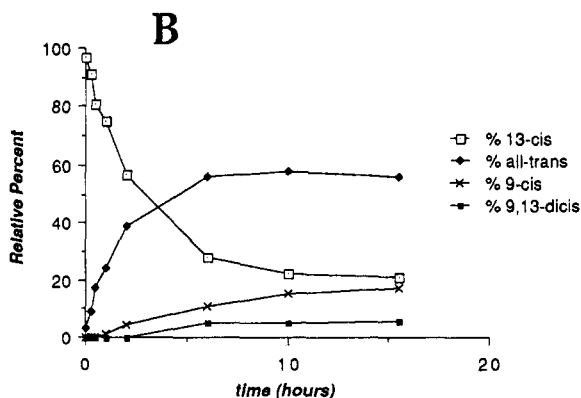 B
100
80
60
40
20
0
Relative Percent
0
10
20
time (hours)
% 13-cis
% all-trans
% 9-cis
% 9,13-dicis